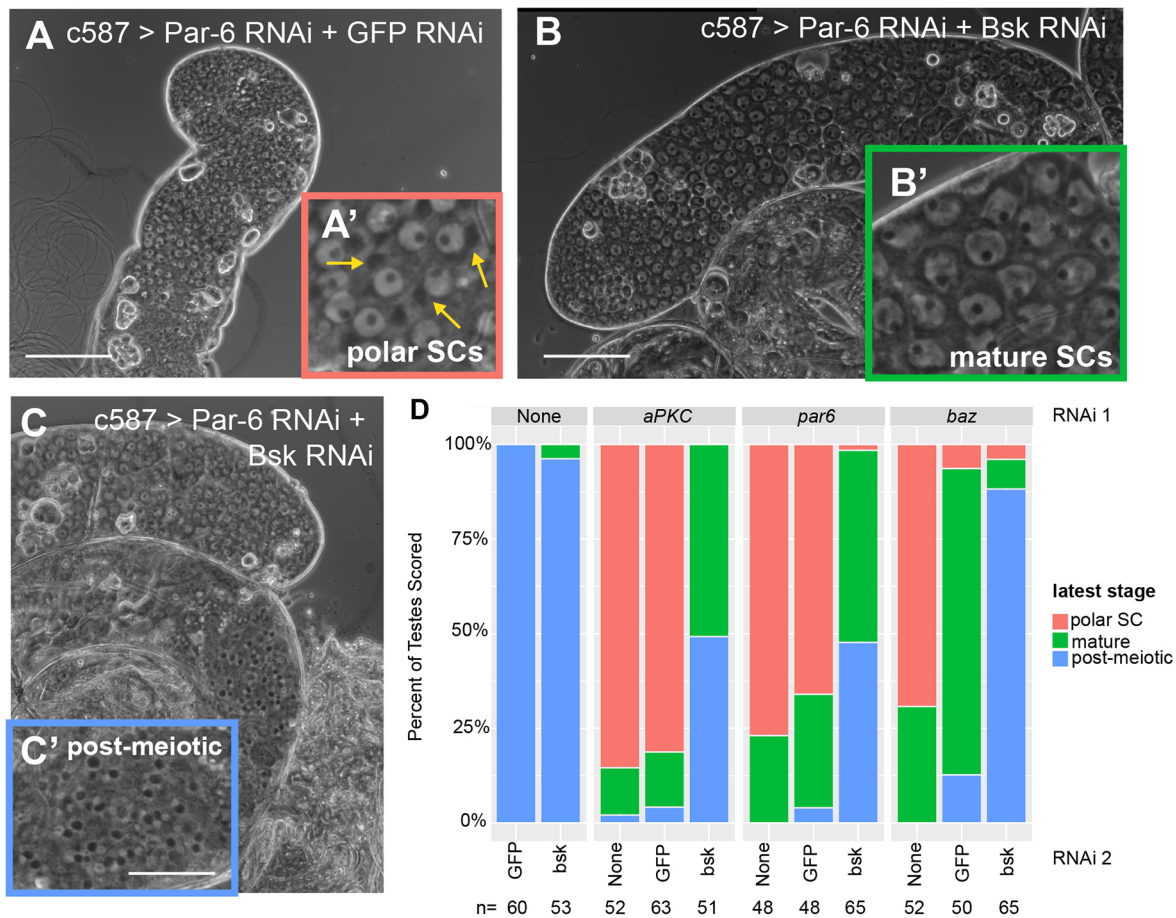 A
c587 > Par-6 RNAi + GFP RNAi
A’
polar SCs
B
c587 > Par-6 RNAi + Bsk RNAi
B’
mature SCs
C
c587 > Par-6 RNAi +
Bsk RNAi
C’ post-meiotic
D
None aPKC par6 baz RNAi 1
100%
75%
50%
25%
0%
Percent of Testes Scored
latest stage
polar SC
mature
post-meiotic
GFP bsk None GFP bsk None GFP bsk None GFP bsk RNAi 2
n= 60 53 52 63 51 48 48 65 52 50 65